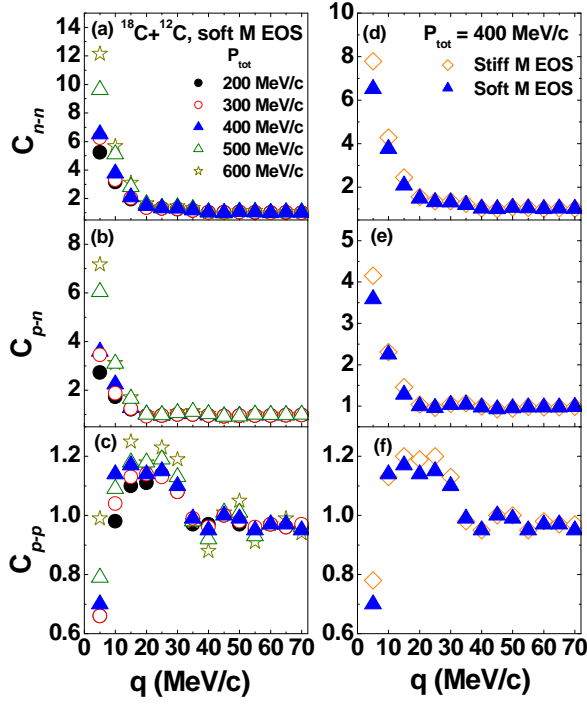 (a) ¹⁸C+¹²C, soft M EOS
P_tot
200 MeV/c
300 MeV/c
400 MeV/c
500 MeV/c
600 MeV/c
14
12
10
8
6
4
2
C_n-n
(d) P_tot = 400 MeV/c
Stiff M EOS
Soft M EOS
8
6
4
2
(b)
8
6
4
2
C_p-n
(e)
5
4
3
2
1
(c)
1.2
1.0
0.8
0.6
C_p-p
0 10 20 30 40 50 60 70
q (MeV/c)
(f)
1.2
1.0
0.8
0.6
0 10 20 30 40 50 60 70
q (MeV/c)